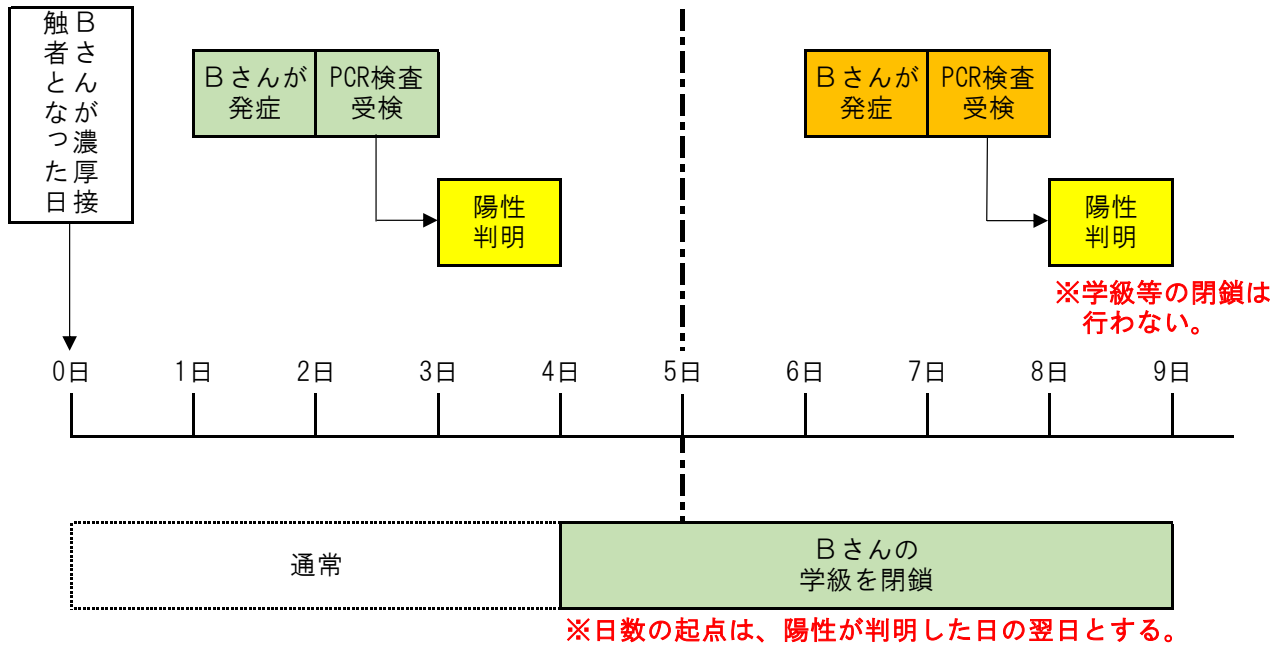 Ｂさんが濃厚接
触者となった日
Ｂさんが
発症
PCR検査
受検
陽性
判明
Ｂさんが
発症
PCR検査
受検
陽性
判明
※学級等の閉鎖は
行わない。
0日
1日
2日
3日
4日
5日
6日
7日
8日
9日
通常
Ｂさんの
学級を閉鎖
※日数の起点は、陽性が判明した日の翌日とする。